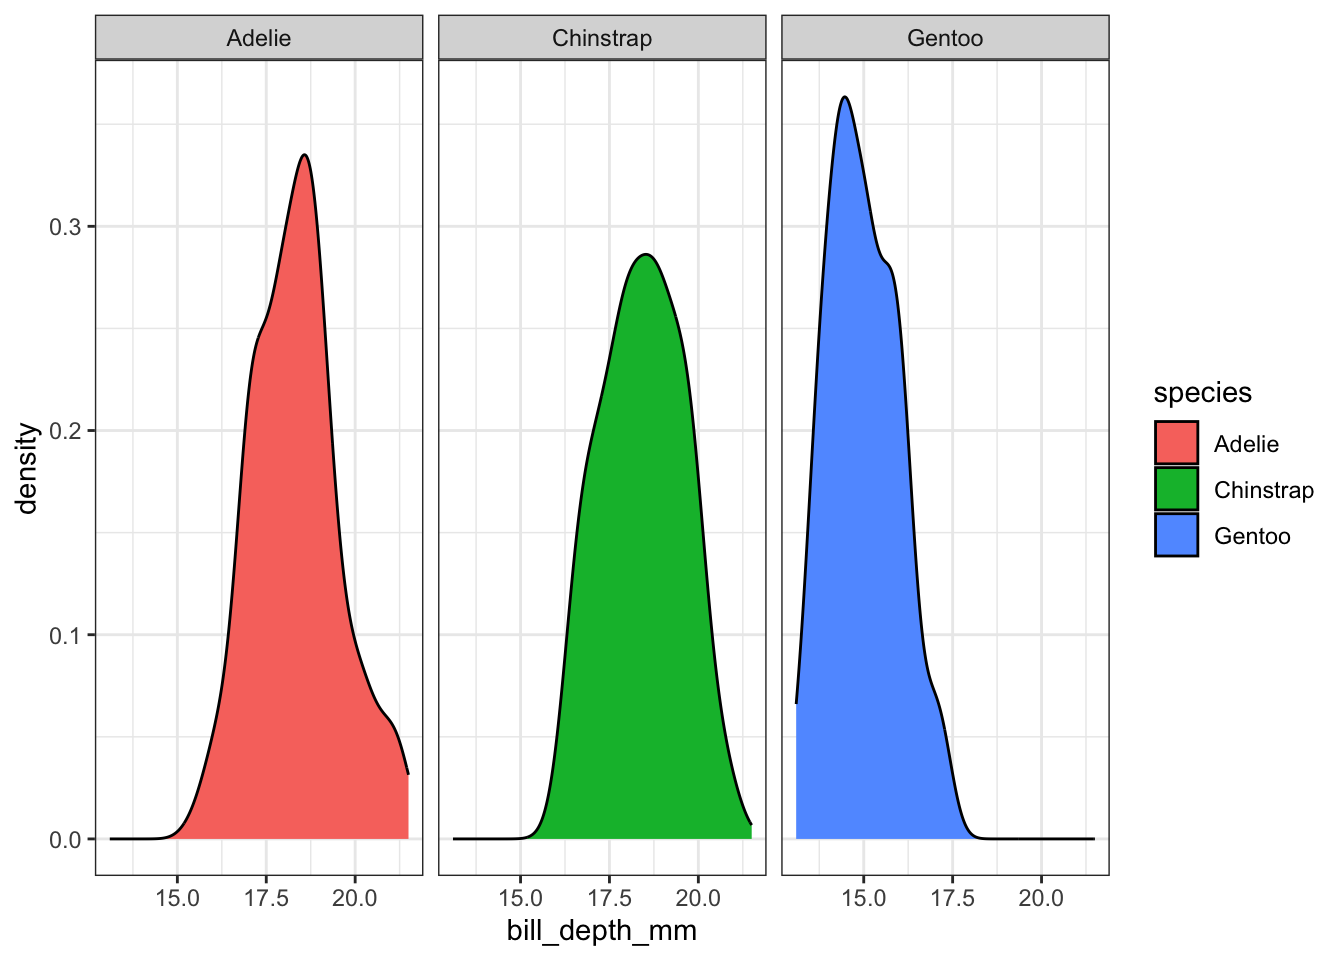 Adelie Chinstrap Gentoo
0.3
0.2
0.1
0.0
density
15.0 17.5 20.0 15.0 17.5 20.0 15.0 17.5 20.0
bill_depth_mm
species
Adelie
Chinstrap
Gentoo